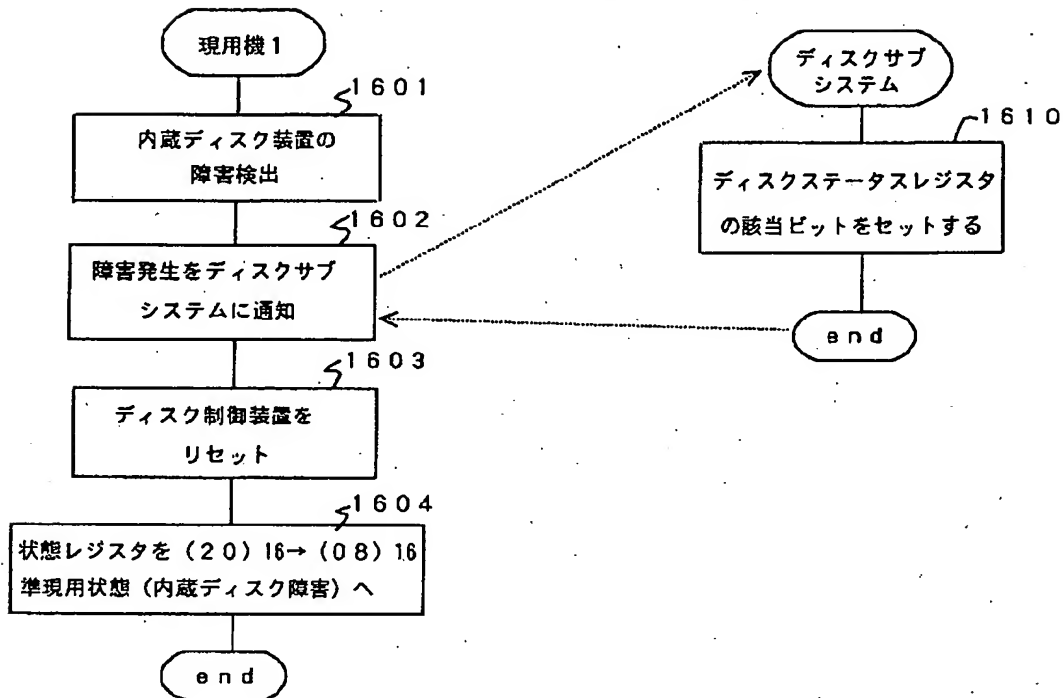 現用機1
1601
内蔵ディスク装置の
障害検出
1602
障害発生をディスクサブ
システムに通知
1603
ディスク制御装置を
リセット
1604
状態レジスタを(20)16→(08)16
準現用状態(内蔵ディスク障害)へ
end
ディスクサブ
システム
1610
ディスクステータスレジスタ
の該当ビットをセットする
end